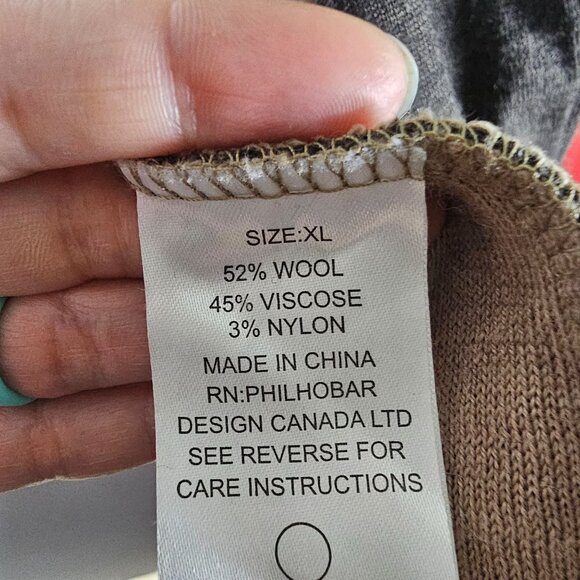 SIZE:XL
52% WOOL
45% VISCOSE
3% NYLON
MADE IN CHINA
RN:PHILHOBAR
DESIGN CANADA LTD
SEE REVERSE FOR
CARE INSTRUCTIONS